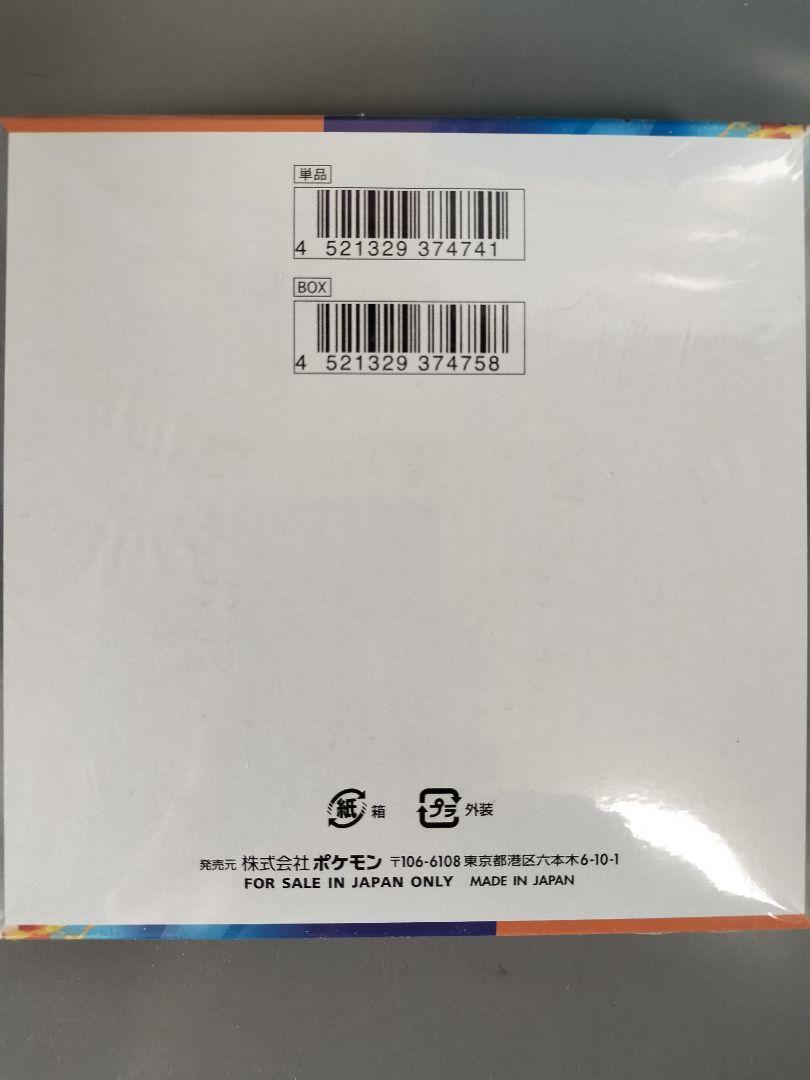 単品
4 521329 374741
BOX
4 521329 374758
紙 箱 プラ 外装
発売元 株式会社 ポケモン 〒106-6108 東京都港区六本木6-10-1
FOR SALE IN JAPAN ONLY MADE IN JAPAN